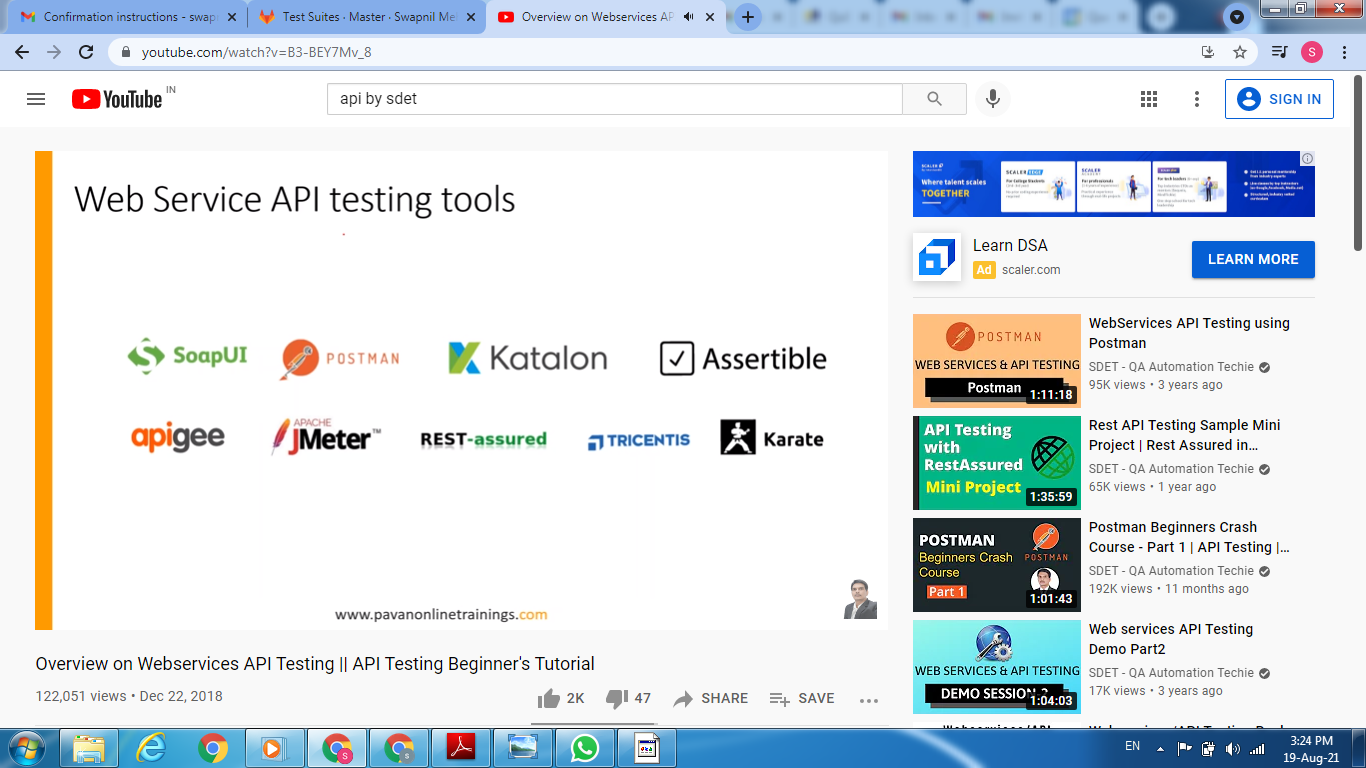 Confirmation instructions - swap
Test Suites · Master · Swapnil Me
Overview on Webservices AP
youtube.com/watch?v=B3-BEY7Mv_8
S
YouTube IN
api by sdet
SIGN IN
Web Service API testing tools
SoapUI
POSTMAN
Katalon
Assertible
apigee
APACHE
JMeter™
REST-assured
TRICENTIS
Karate
www.pavanonlinetrainings.com
Overview on Webservices API Testing || API Testing Beginner's Tutorial
122,051 views • Dec 22, 2018
2K
47
SHARE
SAVE
SCALER
Where talent scales
TOGETHER
Learn DSA
Ad scaler.com
LEARN MORE
POSTMAN
WEB SERVICES & API TESTING
Postman
1:11:18
WebServices API Testing using
Postman
SDET - QA Automation Techie
95K views • 3 years ago
API Testing
with
RestAssured
Mini Project
1:35:59
Rest API Testing Sample Mini
Project | Rest Assured in...
SDET - QA Automation Techie
65K views • 1 year ago
POSTMAN
Beginners Crash
Course
Part 1
POSTMAN
1:01:43
Postman Beginners Crash
Course - Part 1 | API Testing |...
SDET - QA Automation Techie
192K views • 11 months ago
WEB SERVICES & API TESTING
DEMO SESSION
1:04:03
Web services API Testing
Demo Part2
SDET - QA Automation Techie
17K views • 3 years ago
EN
3:24 PM
19-Aug-21